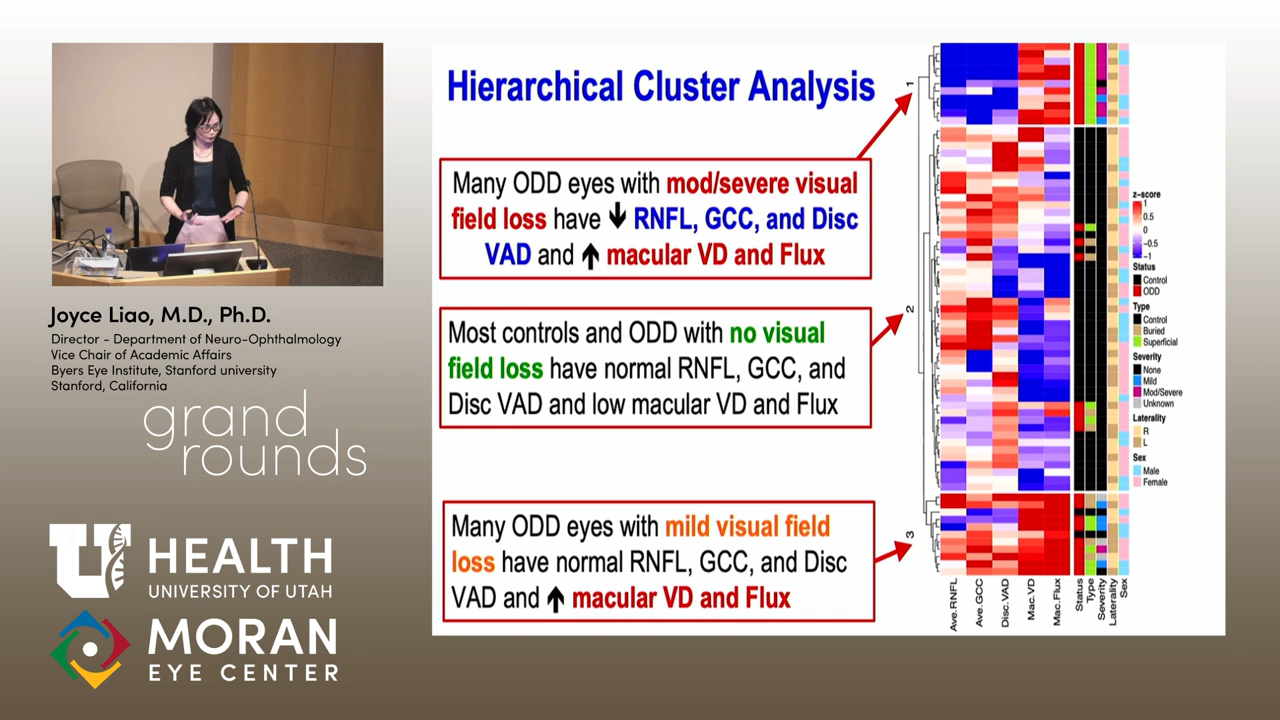 Joyce Liao, M.D., Ph.D.
Director - Department of Neuro-Ophthalmology
Vice Chair of Academic Affairs
Byers Eye Institute, Stanford university
Stanford, California
grand
rounds
U
HEALTH
UNIVERSITY OF UTAH
MORAN
EYE CENTER
Hierarchical Cluster Analysis
Many ODD eyes with mod/severe visual
field loss have ↓ RNFL, GCC, and Disc
VAD and ↑ macular VD and Flux
Most controls and ODD with no visual
field loss have normal RNFL, GCC, and
Disc VAD and low macular VD and Flux
Many ODD eyes with mild visual field
loss have normal RNFL, GCC, and Disc
VAD and ↑ macular VD and Flux
1
2
3
Ave.RNFL
Ave.GCC
Disc.VAD
Mac.VD
Mac.Flux
Status
Type
Severity
Laterality
Sex
z-score
1
0.5
0
-0.5
-1
Status
Control
ODD
Type
Control
Buried
Superficial
Severity
None
Mild
Mod/Severe
Unknown
Laterality
R
L
Sex
Male
Female